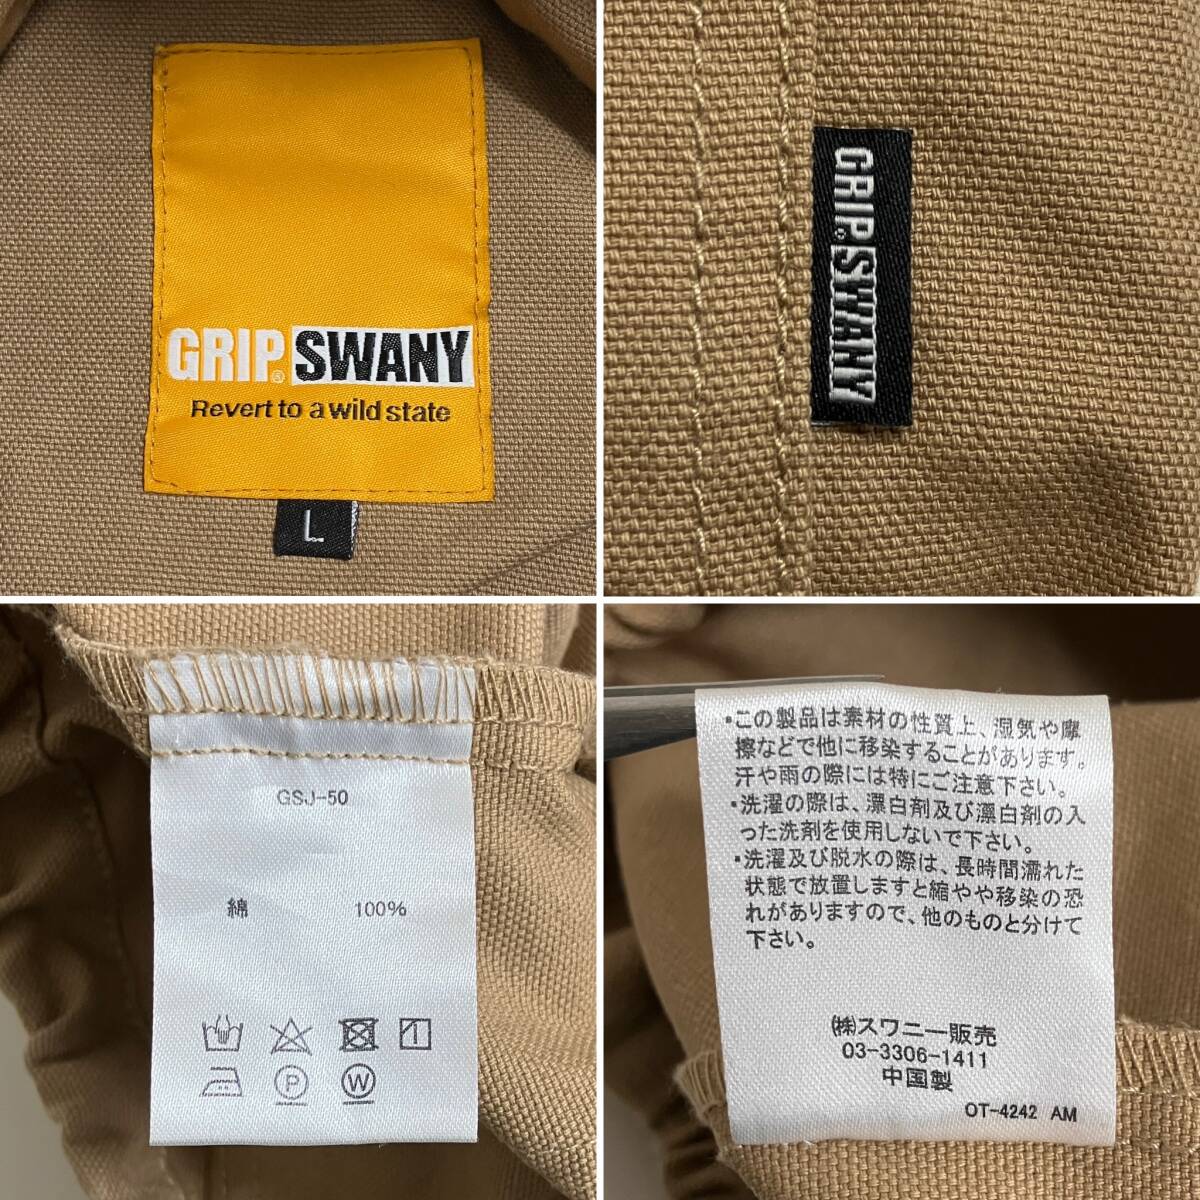 GRIP SWANY
Revert to a wild state
L
GRIP SWANY
GSJ-50
綿 100%
P
W
・この製品は素材の性質上、湿気や摩
擦などで他に移染することがあります。
汗や雨の際には特にご注意下さい。
・洗濯の際は、漂白剤及び漂白剤の入
った洗剤を使用しないで下さい。
・洗濯及び脱水の際は、長時間濡れた
状態で放置しますと縮やや移染の恐
れがありますので、他のものと分けて
下さい。
㈱スワニー販売
03-3306-1411
中国製
OT-4242 AM